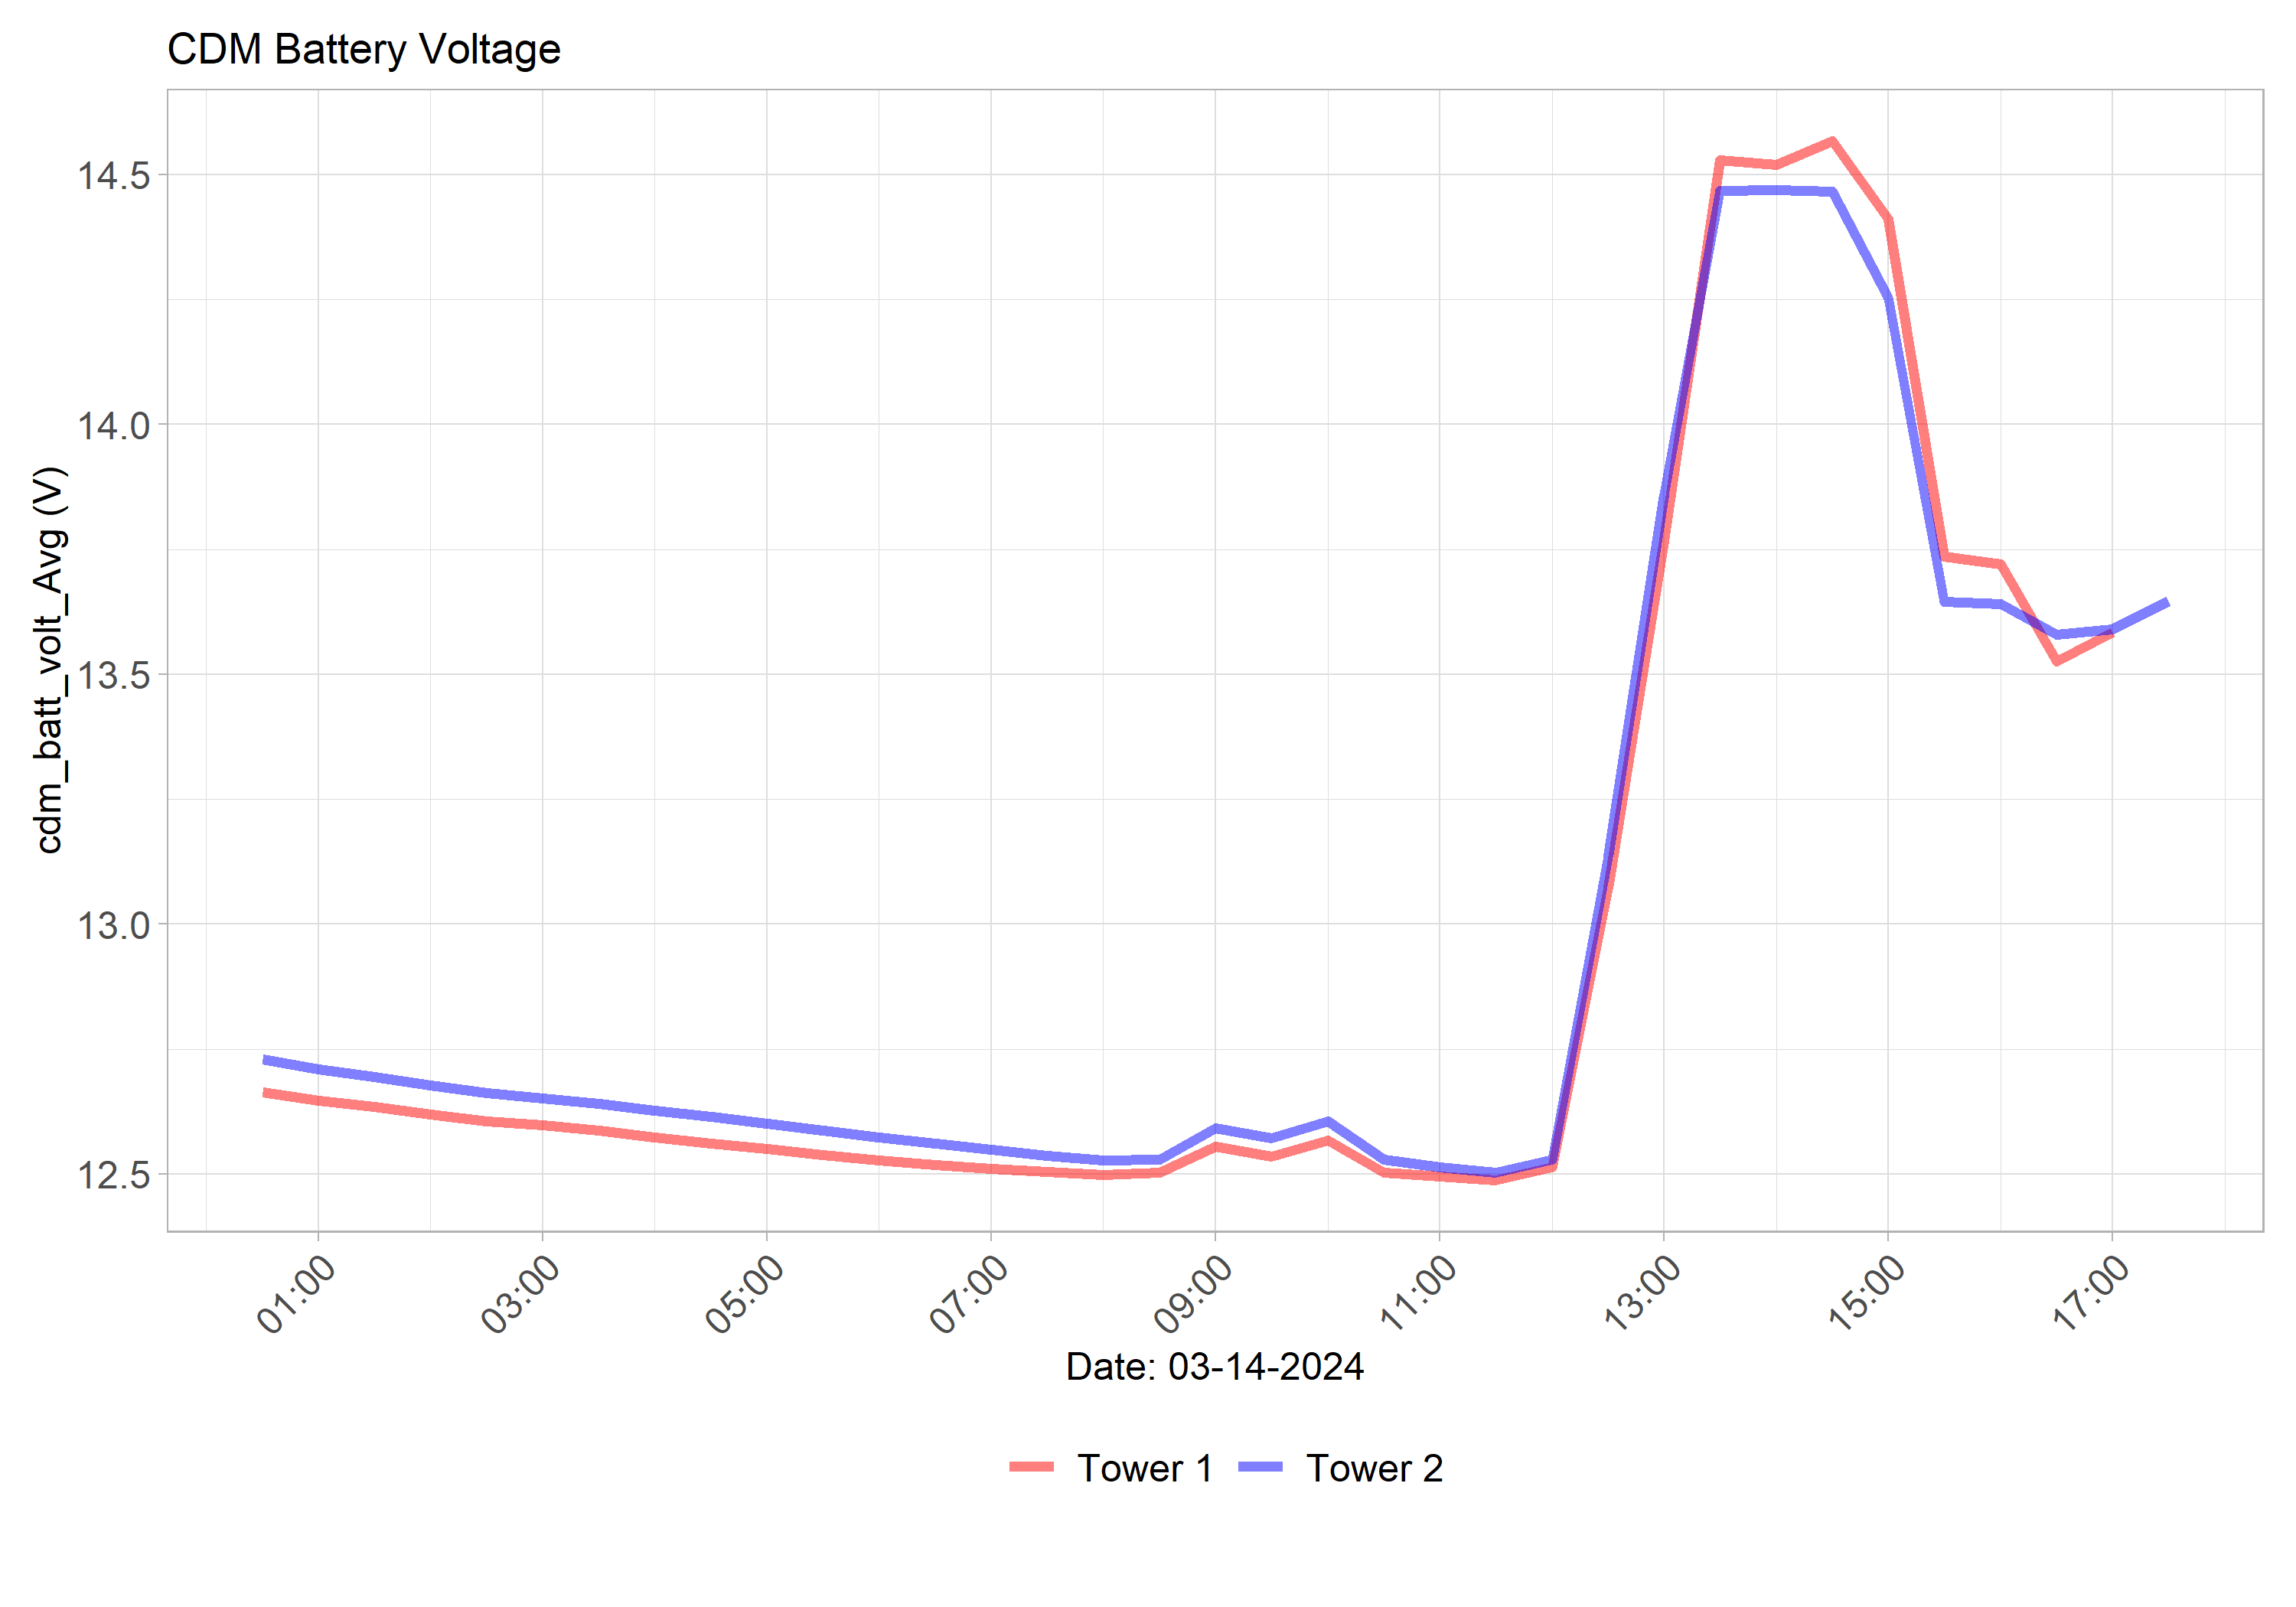 CDM Battery Voltage
cdm_batt_volt_Avg (V)
14.5
14.0
13.5
13.0
12.5
01:00
03:00
05:00
07:00
09:00
11:00
13:00
15:00
17:00
Date: 03-14-2024
Tower 1
Tower 2